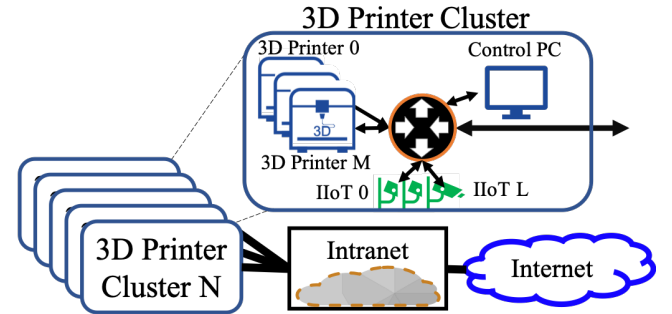 3D Printer Cluster
3D Printer 0
Control PC
3D
3D Printer M
IIoT 0
IIoT L
3D Printer
Cluster N
Intranet
Internet